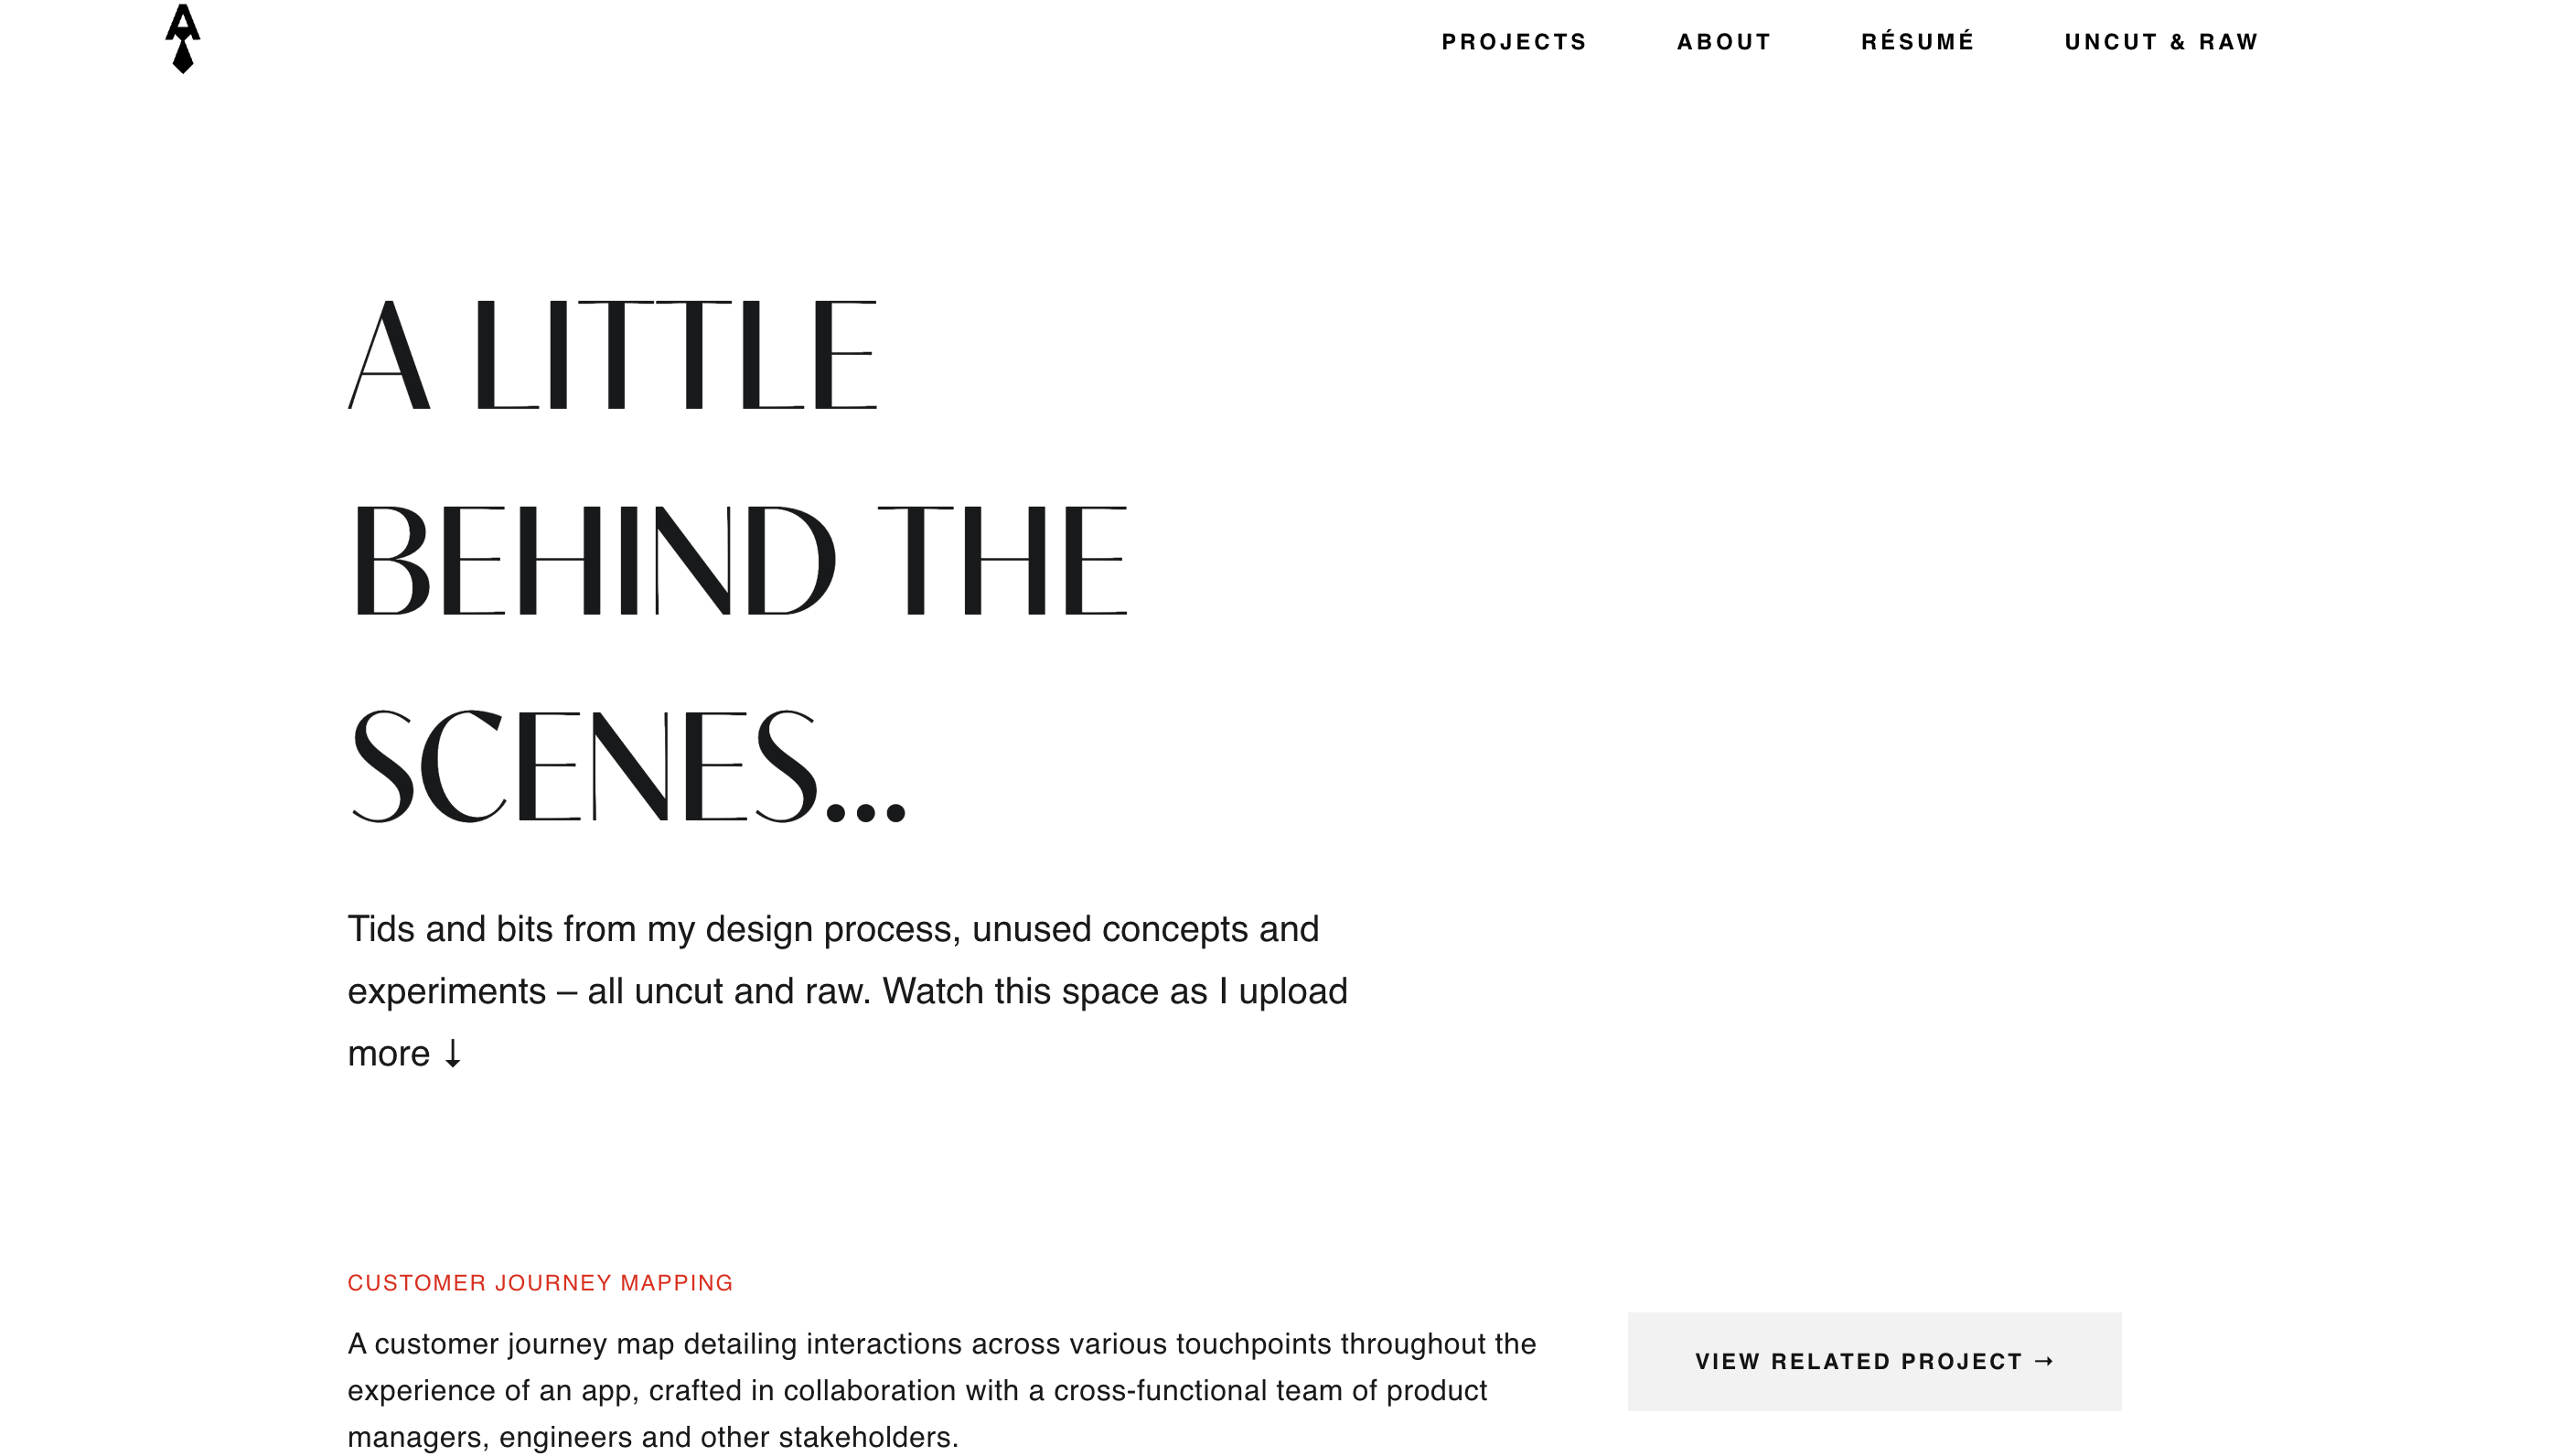 A
PROJECTS
ABOUT
RÉSUMÉ
UNCUT & RAW
A LITTLE
BEHIND THE
SCENES...
Tids and bits from my design process, unused concepts and
experiments – all uncut and raw. Watch this space as I upload
more ↓
CUSTOMER JOURNEY MAPPING
A customer journey map detailing interactions across various touchpoints throughout the
experience of an app, crafted in collaboration with a cross-functional team of product
managers, engineers and other stakeholders.
VIEW RELATED PROJECT →